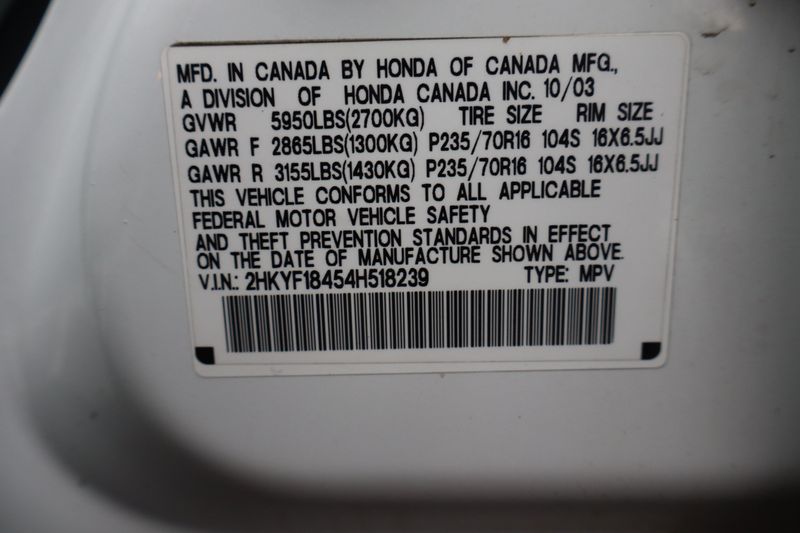 MFD. IN CANADA BY HONDA OF CANADA MFG.,
A DIVISION OF HONDA CANADA INC. 10/03
GVWR 5950LBS(2700KG) TIRE SIZE RIM SIZE
GAWR F 2865LBS(1300KG) P235/70R16 104S 16X6.5JJ
GAWR R 3155LBS(1430KG) P235/70R16 104S 16X6.5JJ
THIS VEHICLE CONFORMS TO ALL APPLICABLE
FEDERAL MOTOR VEHICLE SAFETY
AND THEFT PREVENTION STANDARDS IN EFFECT
ON THE DATE OF MANUFACTURE SHOWN ABOVE.
V.I.N.: 2HKYF18454H518239 TYPE: MPV